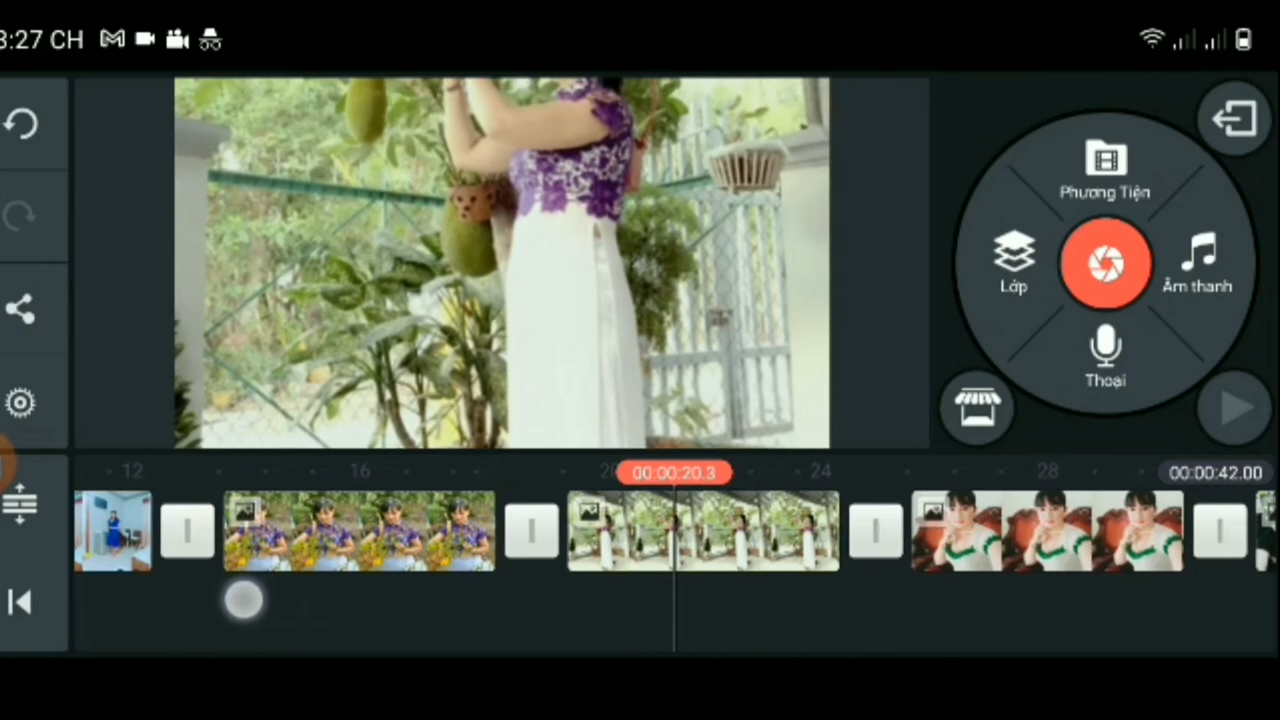 3:27 CH
Phương Tiện
Lớp
Âm thanh
Thoại
12
16
20
00:00:20.3
24
28
00:00:42.00